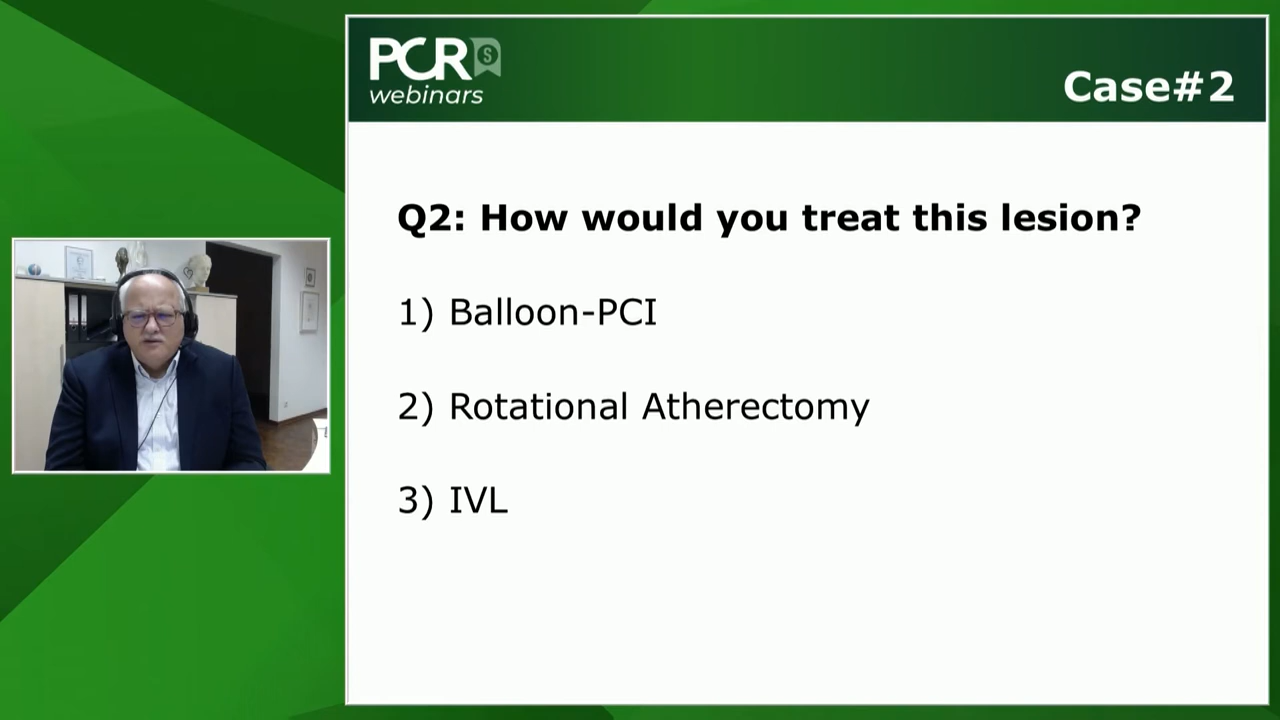 PCR
webinars
Case#2
Q2: How would you treat this lesion?
1) Balloon-PCI
2) Rotational Atherectomy
3) IVL